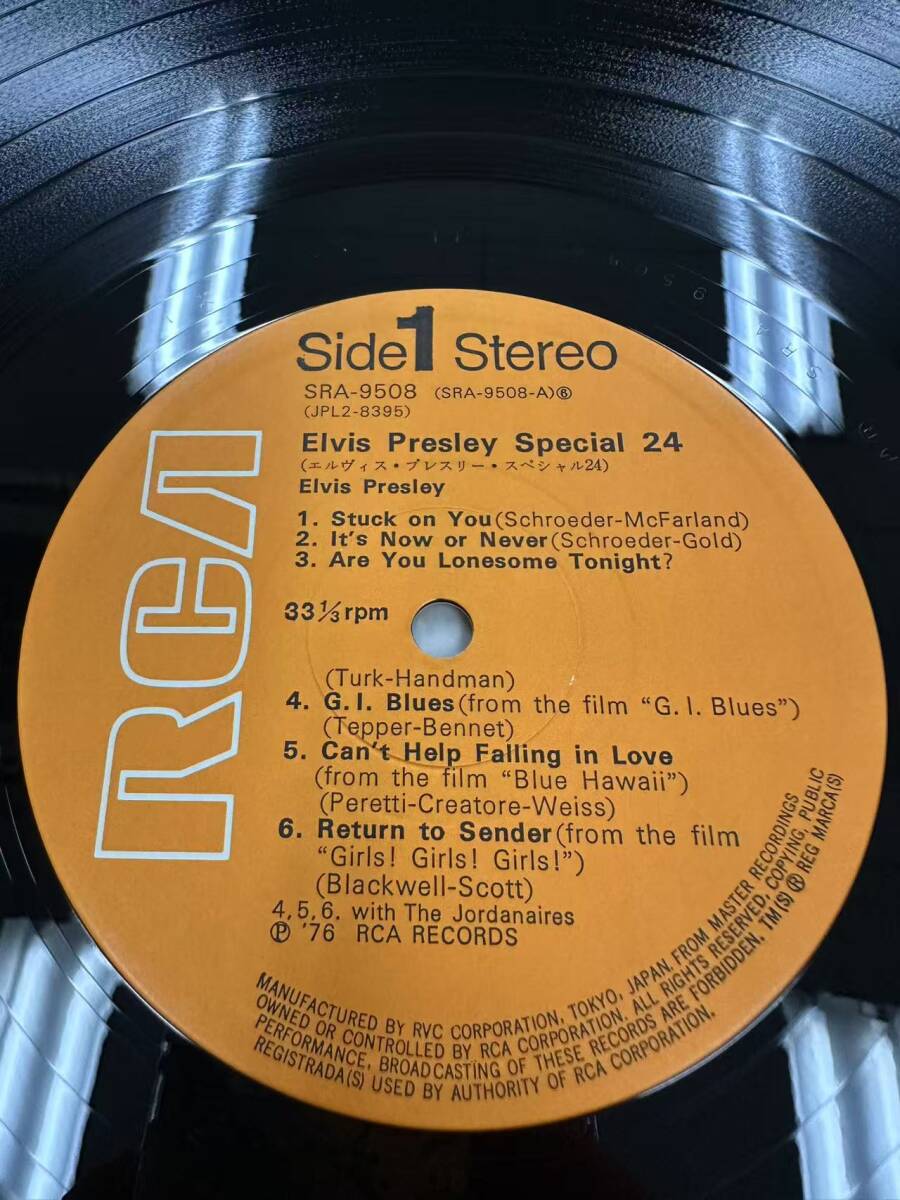 Side 1 Stereo
SRA-9508 (SRA-9508-A)⑥
(JPL2-8395)
Elvis Presley Special 24
(エルヴィス・プレスリー・スペシャル24)
Elvis Presley
1. Stuck on You (Schroeder-McFarland)
2. It's Now or Never (Schroeder-Gold)
3. Are You Lonesome Tonight?
33 1/3 rpm
(Turk-Handman)
4. G.I. Blues (from the film "G.I. Blues")
(Tepper-Bennet)
5. Can't Help Falling in Love
(from the film "Blue Hawaii")
(Peretti-Creatore-Weiss)
6. Return to Sender (from the film
"Girls! Girls! Girls!")
(Blackwell-Scott)
4,5,6. with The Jordanaires
Ⓟ '76 RCA RECORDS
RCA
MANUFACTURED BY RVC CORPORATION, TOKYO, JAPAN, FROM MASTER RECORDINGS
OWNED OR CONTROLLED BY RCA CORPORATION. ALL RIGHTS RESERVED, COPYING, PUBLIC
PERFORMANCE, BROADCASTING OF THESE RECORDS ARE FORBIDDEN, TM(S) ® REG MARCA(S)
REGISTRADA(S) USED BY AUTHORITY OF RCA CORPORATION.